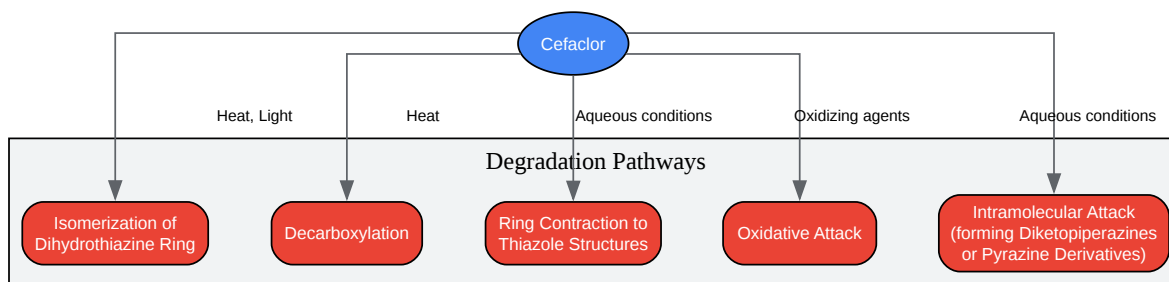 Cefaclor
Heat, Light
Heat
Aqueous conditions
Oxidizing agents
Aqueous conditions
Degradation Pathways
Isomerization of
Dihydrothiazine Ring
Decarboxylation
Ring Contraction to
Thiazole Structures
Oxidative Attack
Intramolecular Attack
(forming Diketopiperazines
or Pyrazine Derivatives)